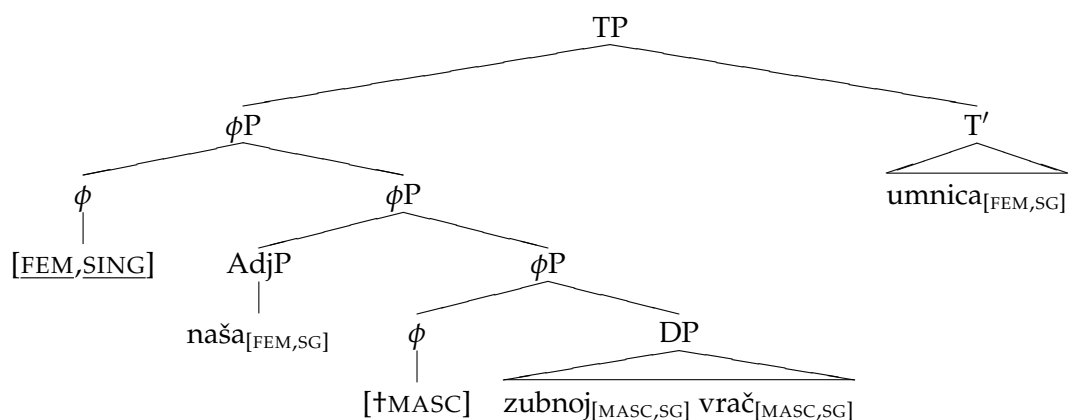 TP
ϕP T′
ϕ ϕP umnica[FEM,SG]
[FEM,SING] AdjP ϕP
naša[FEM,SG] ϕ DP
[†MASC] zubnoj[MASC,SG] vrač[MASC,SG]